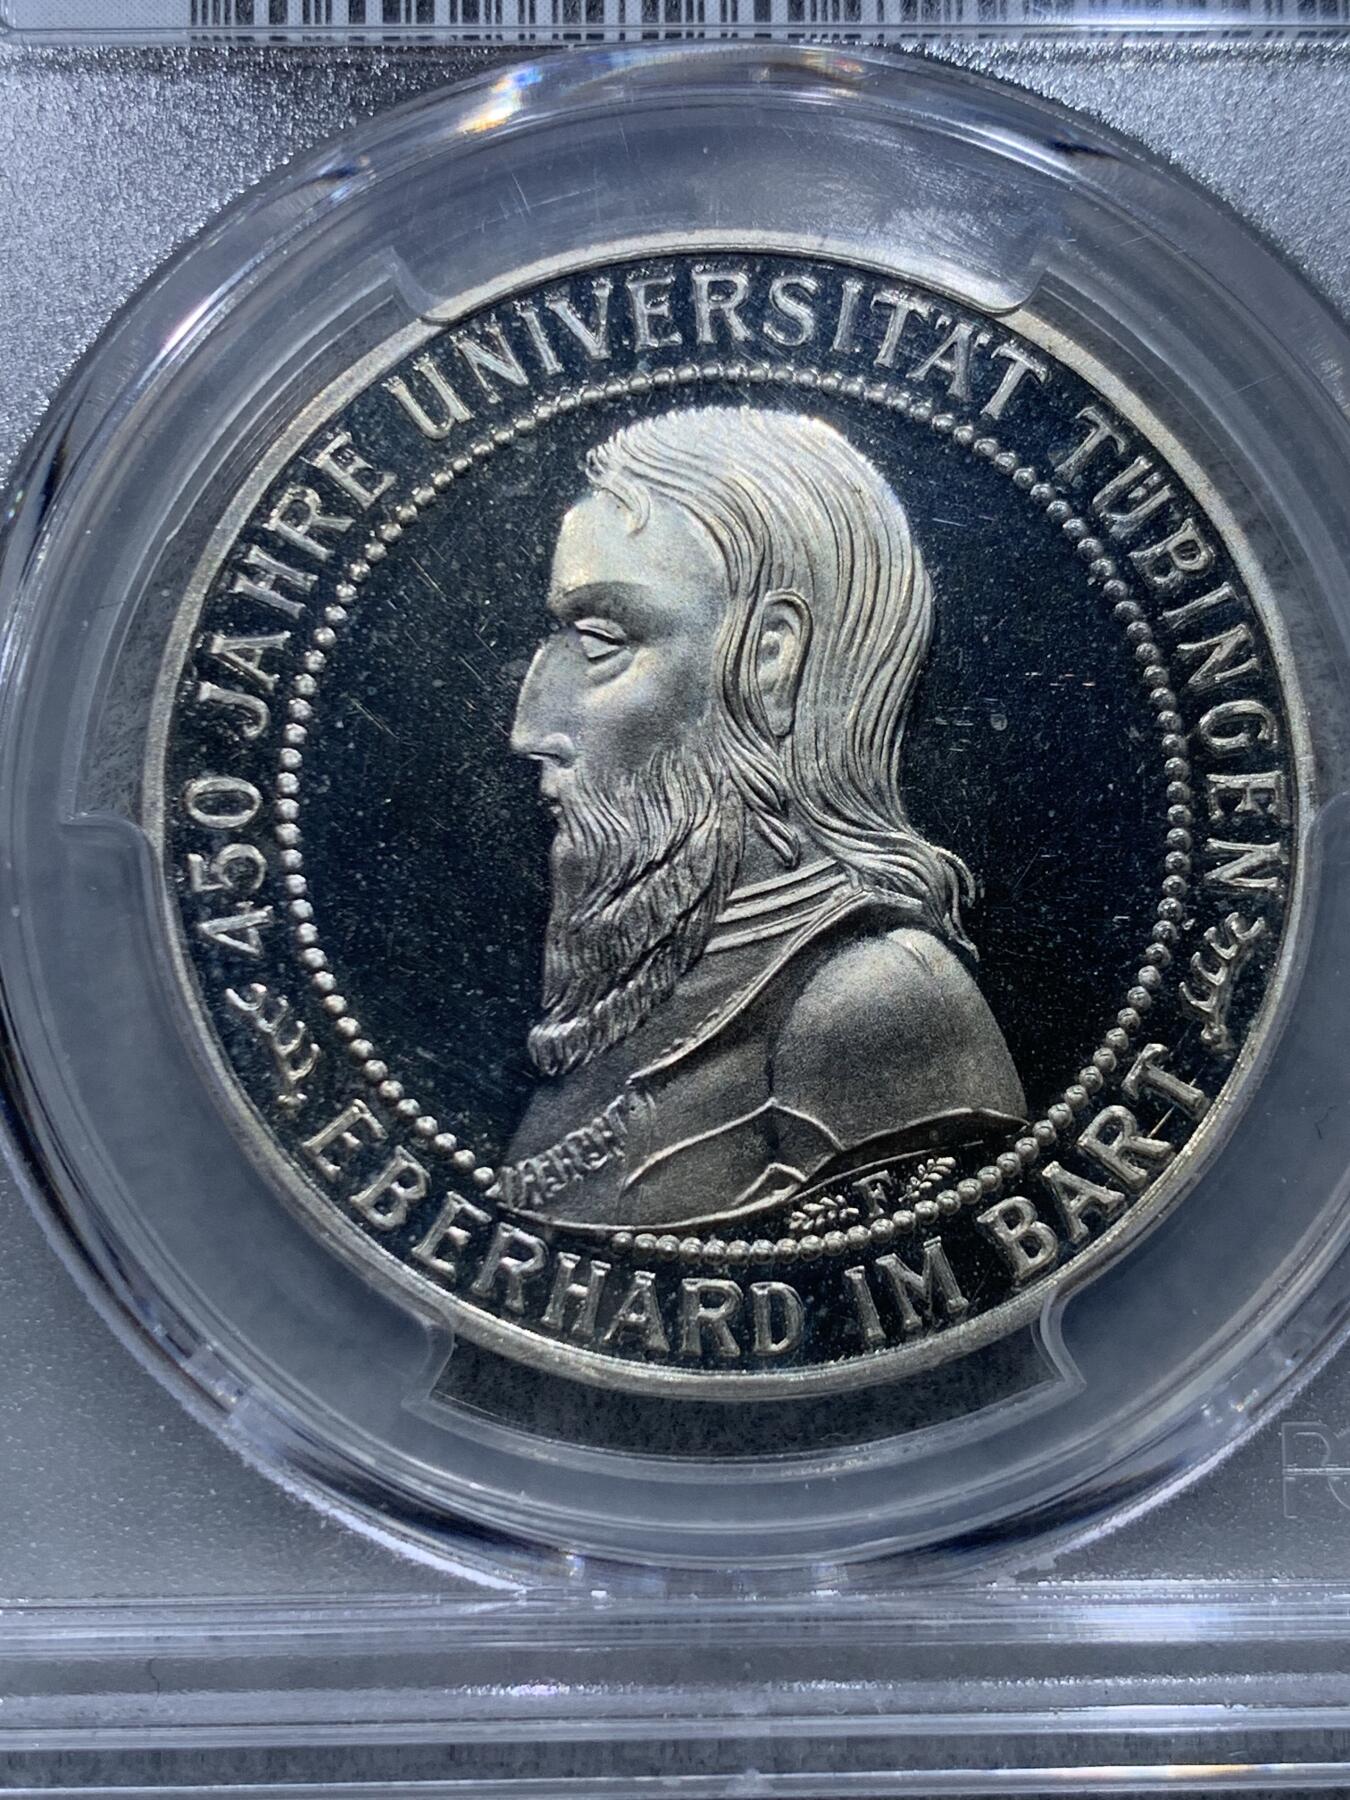 450 JAHRE UNIVERSITÄT TÜBINGEN
EBERHARD IM BART
F